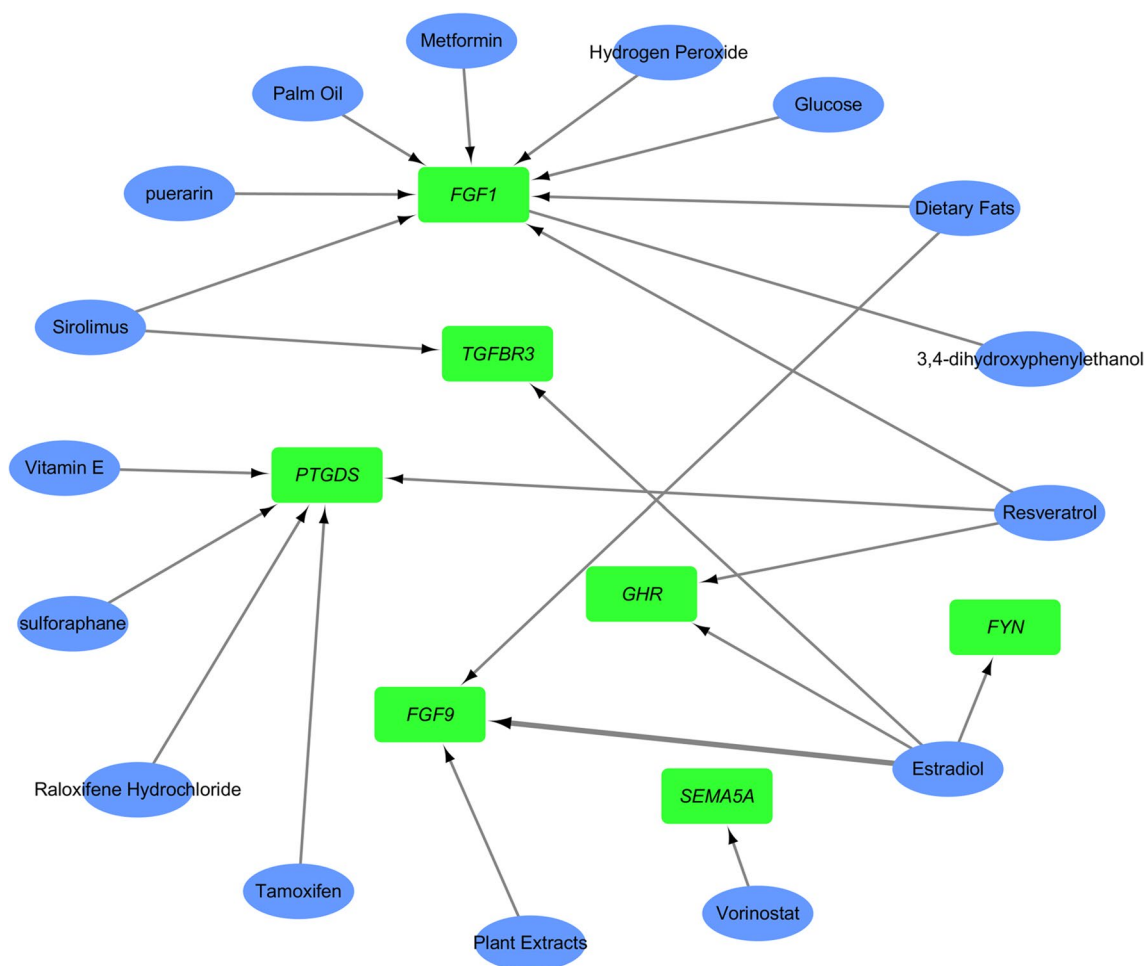 Metformin
Hydrogen Peroxide
Palm Oil
Glucose
puerarin
FGF1
Dietary Fats
Sirolimus
TGFBR3
3,4-dihydroxyphenylethanol
Vitamin E
PTGDS
Resveratrol
GHR
sulforaphane
FYN
FGF9
Estradiol
Raloxifene Hydrochloride
SEMA5A
Tamoxifen
Vorinostat
Plant Extracts